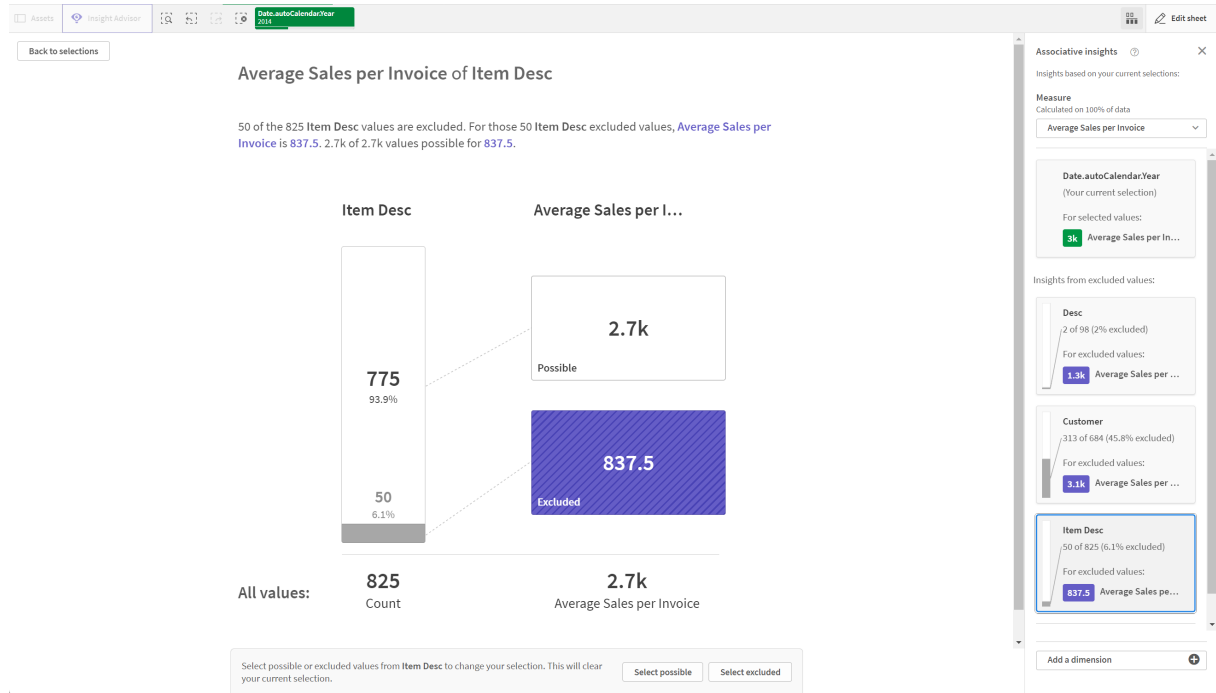 Assets
Insight Advisor
Date.autoCalendar.Year
2014
Edit sheet
Back to selections
Average Sales per Invoice of Item Desc
50 of the 825 Item Desc values are excluded. For those 50 Item Desc excluded values, Average Sales per
Invoice is 837.5. 2.7k of 2.7k values possible for 837.5.
Item Desc
Average Sales per I...
775
93.9%
50
6.1%
2.7k
Possible
837.5
Excluded
All values:
825
Count
2.7k
Average Sales per Invoice
Select possible or excluded values from Item Desc to change your selection. This will clear
your current selection.
Select possible
Select excluded
Associative insights
Insights based on your current selections:
Measure
Calculated on 100% of data
Average Sales per Invoice
Date.autoCalendar.Year
(Your current selection)
For selected values:
3k Average Sales per In...
Insights from excluded values:
Desc
2 of 98 (2% excluded)
For excluded values:
1.3k Average Sales per ...
Customer
313 of 684 (45.8% excluded)
For excluded values:
3.1k Average Sales per ...
Item Desc
50 of 825 (6.1% excluded)
For excluded values:
837.5 Average Sales pe...
Add a dimension